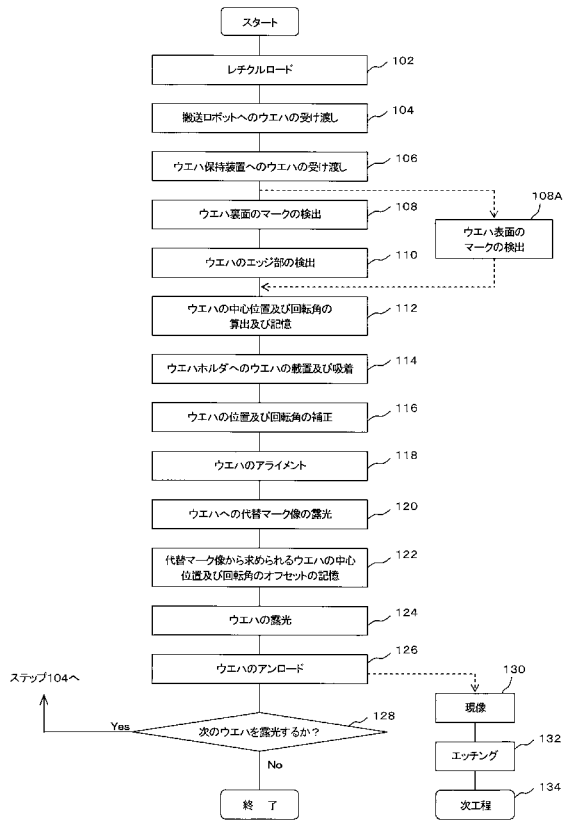 スタート
レチクルロード
102
搬送ロボットへのウエハの受け渡し
104
ウエハ保持装置へのウエハの受け渡し
106
108A
ウエハ裏面のマークの検出
108
ウエハ表面の
マークの検出
ウエハのエッジ部の検出
110
ウエハの中心位置及び回転角の
算出及び記憶
112
ウエハホルダへのウエハの載置及び吸着
114
ウエハの位置及び回転角の補正
116
ウエハのアライメント
118
ウエハへの代替マーク像の露光
120
代替マーク像から求められるウエハの中心
位置及び回転角のオフセットの記憶
122
ウエハの露光
124
ウエハのアンロード
126
ステップ104へ
130
現像
Yes
次のウエハを露光するか？
128
エッチング
132
No
終 了
次工程
134